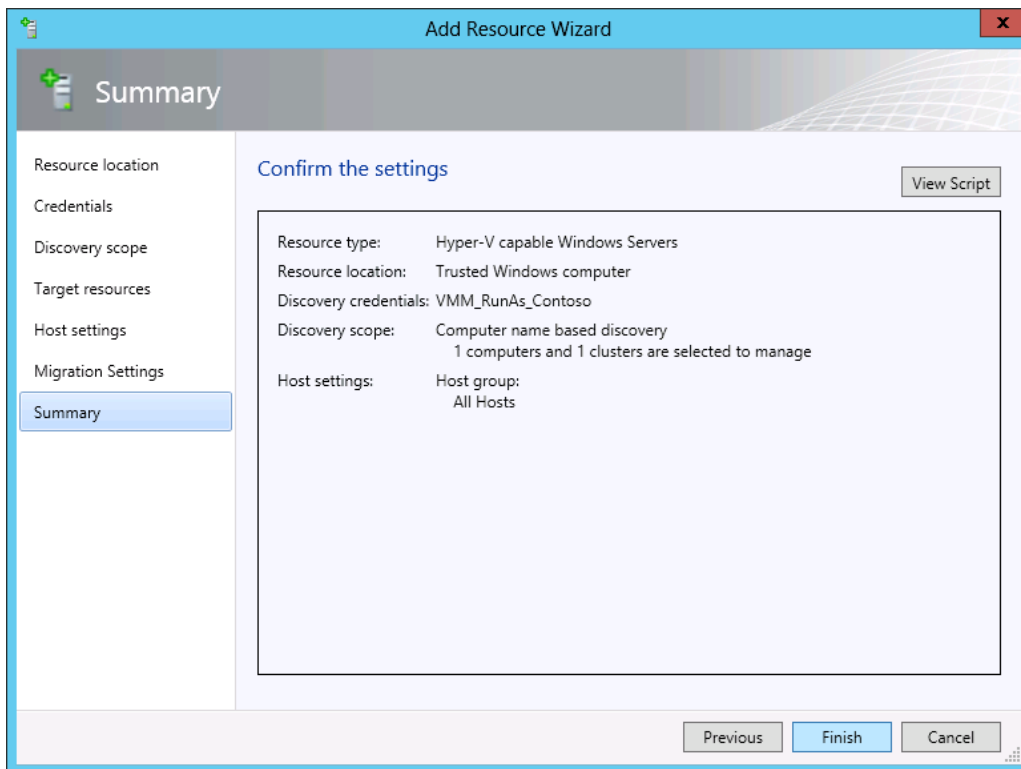 Add Resource Wizard
x
Summary
Resource location
Credentials
Discovery scope
Target resources
Host settings
Migration Settings
Summary
Confirm the settings
View Script
Resource type: Hyper-V capable Windows Servers
Resource location: Trusted Windows computer
Discovery credentials: VMM_RunAs_Contoso
Discovery scope: Computer name based discovery
1 computers and 1 clusters are selected to manage
Host settings: Host group:
All Hosts
Previous Finish Cancel